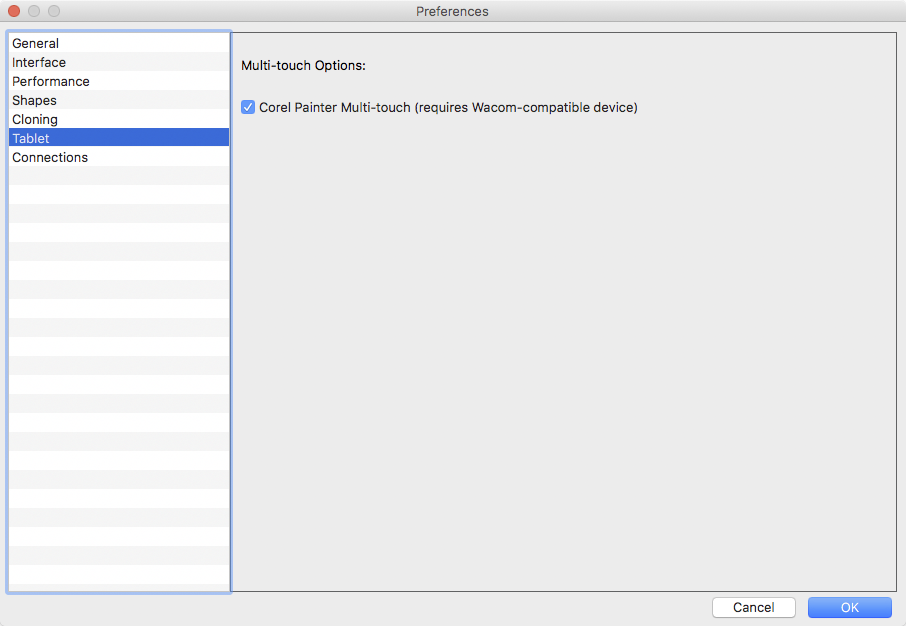 Preferences
General
Interface
Performance
Shapes
Cloning
Tablet
Connections
Multi-touch Options:
Corel Painter Multi-touch (requires Wacom-compatible device)
Cancel
OK